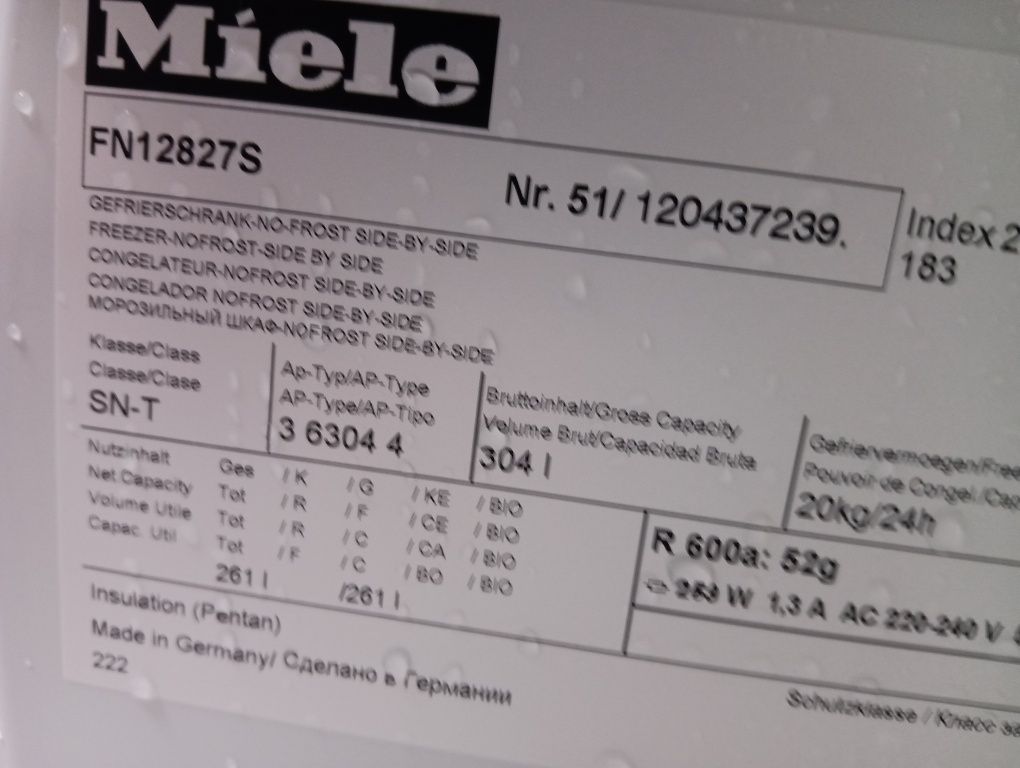 Miele
FN12827S
Nr. 51/ 120437239.
Index 2
183
GEFRIERSCHRANK-NO-FROST SIDE-BY-SIDE
FREEZER-NOFROST-SIDE BY SIDE
CONGELATEUR-NOFROST SIDE-BY-SIDE
CONGELADOR NOFROST SIDE-BY-SIDE
МОРОЗИЛЬНЫЙ ШКАФ-NOFROST SIDE-BY-SIDE
Klasse/Class
Classe/Clase
SN-T
Ap-Typ/AP-Type
AP-Type/AP-Tipo
3 6304 4
Bruttoinhalt/Gross Capacity
Volume Brut/Capacidad Bruta
304 l
Gefriervermoegen/Free
Pouvoir de Congel./Cap
20kg/24h
Nutzinhalt Ges / K / G / KE / BIO
Net Capacity Tot / R / F / CE / BIO
Volume Utile Tot / R / C / CA / BIO
Capac. Util Tot / F / C / BO / BIO
261 l /261 l
R 600a: 52g
W 1,3 A AC 220-240 V
Insulation (Pentan)
Made in Germany/ Сделано в Германии
222
Schutzklasse / Класс за